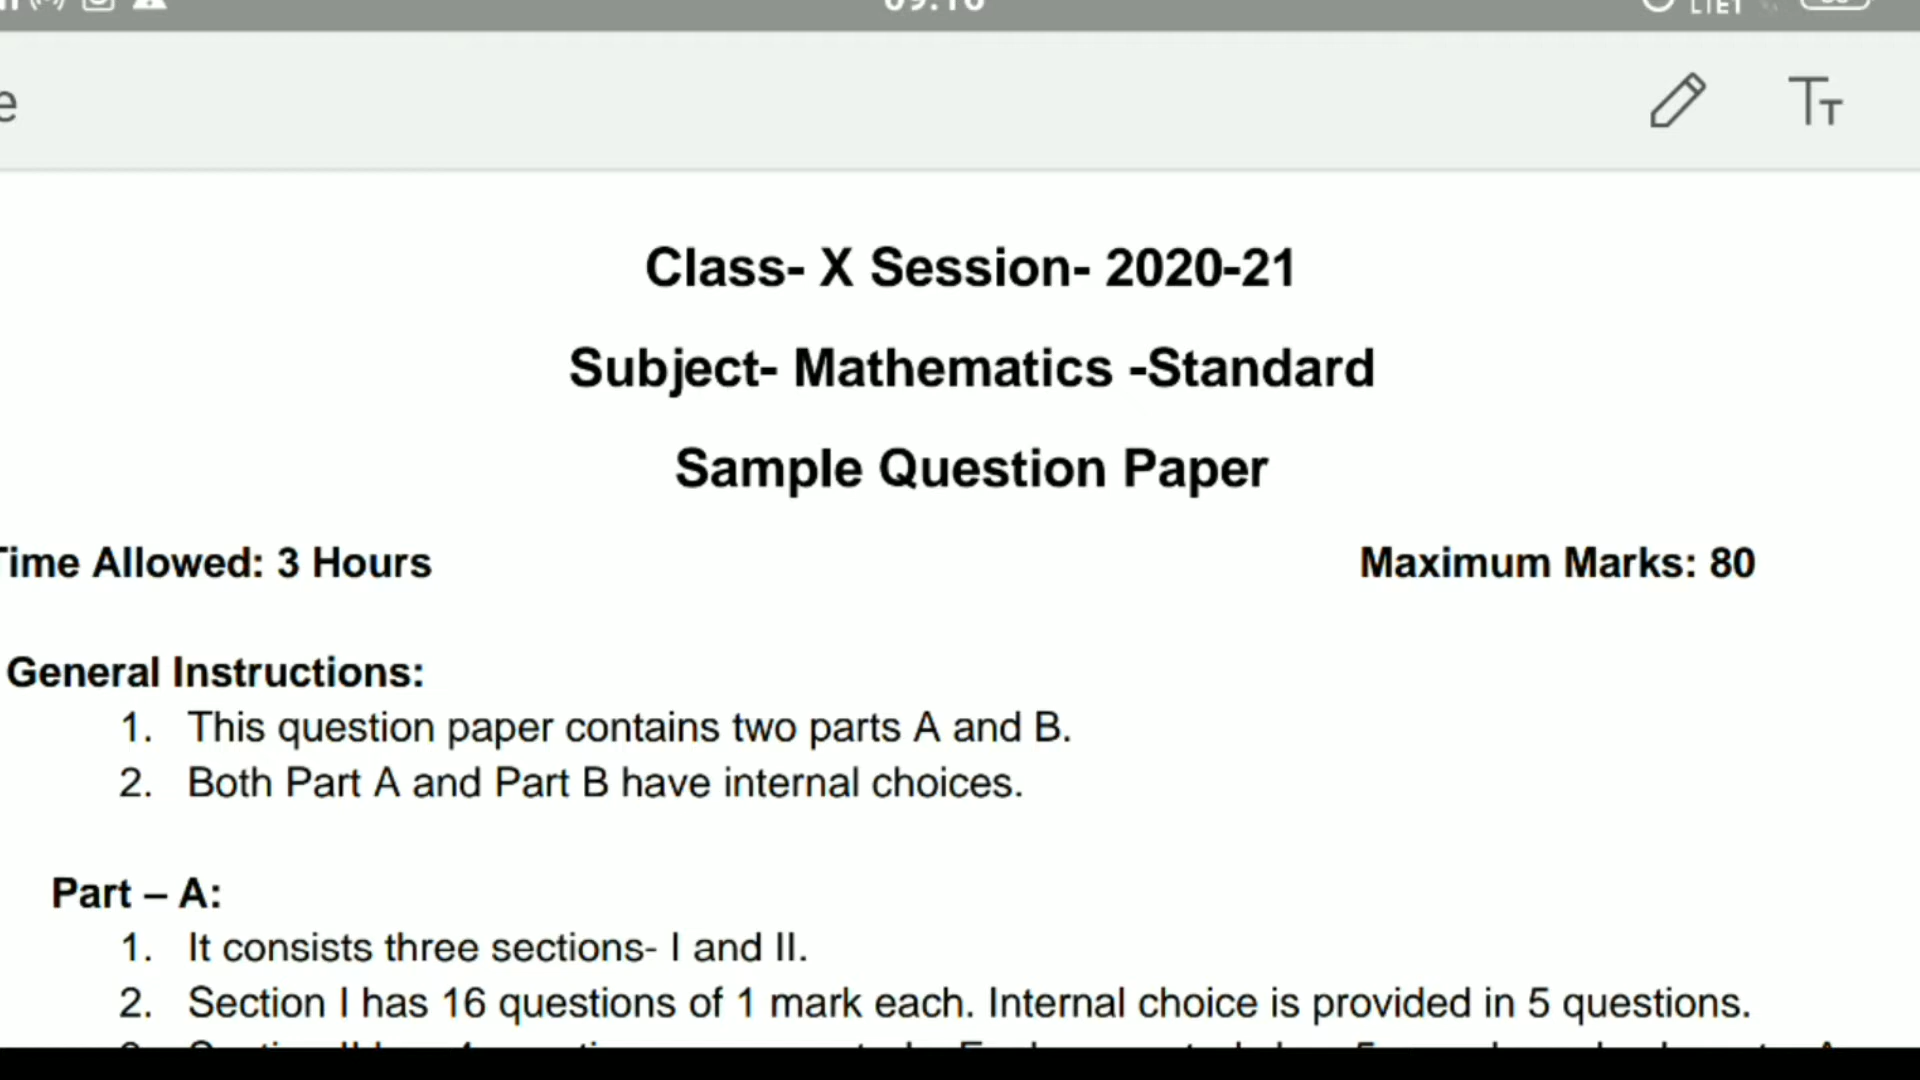 Class- X Session- 2020-21
Subject- Mathematics -Standard
Sample Question Paper
Time Allowed: 3 Hours Maximum Marks: 80
General Instructions:
1. This question paper contains two parts A and B.
2. Both Part A and Part B have internal choices.
Part – A:
1. It consists three sections- I and II.
2. Section I has 16 questions of 1 mark each. Internal choice is provided in 5 questions.